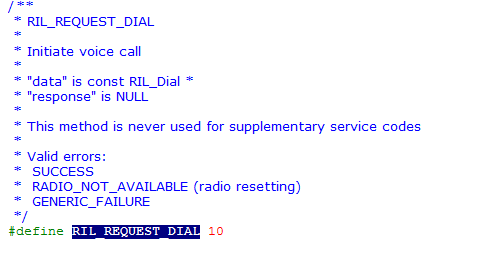 /**
 * RIL_REQUEST_DIAL
 *
 * Initiate voice call
 *
 * "data" is const RIL_Dial *
 * "response" is NULL
 *
 * This method is never used for supplementary service codes
 *
 * Valid errors:
 *  SUCCESS
 *  RADIO_NOT_AVAILABLE (radio resetting)
 *  GENERIC_FAILURE
 */
#define RIL_REQUEST_DIAL 10